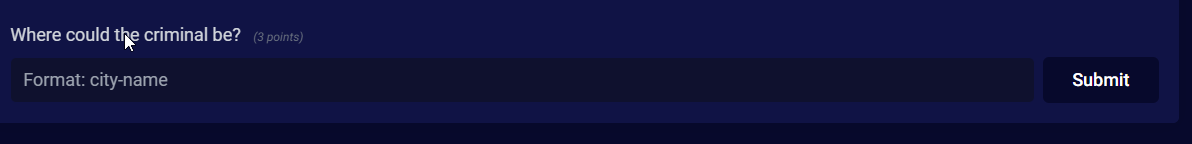 Where could the criminal be? (3 points)
Format: city-name
Submit